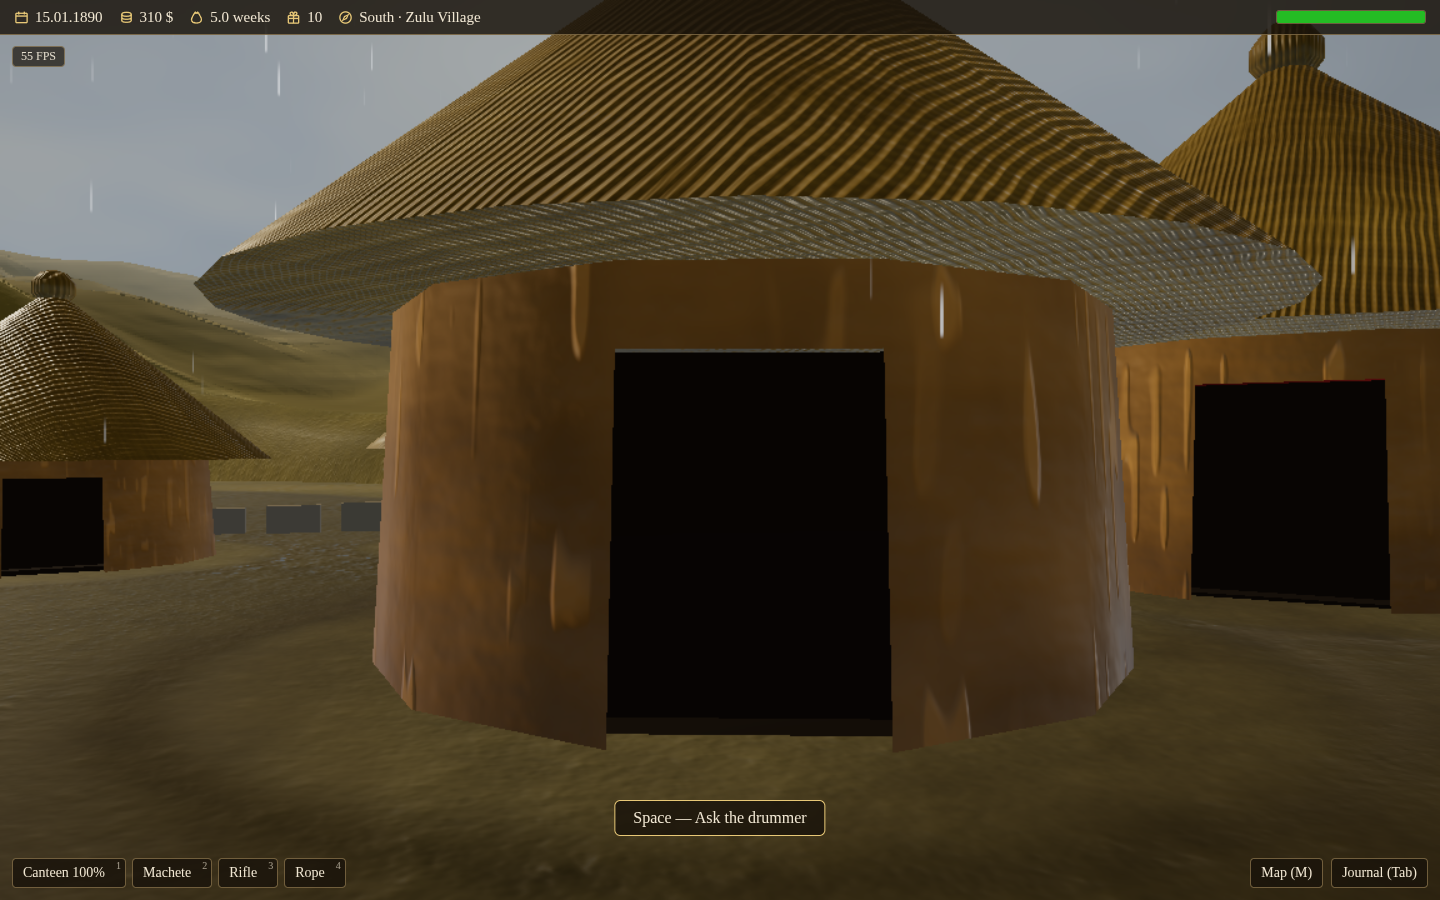 15.01.1890 310 $ 5.0 weeks 10 South · Zulu Village
55 FPS
Space — Ask the drummer
Canteen 100% 1 Machete 2 Rifle 3 Rope 4 Map (M) Journal (Tab)